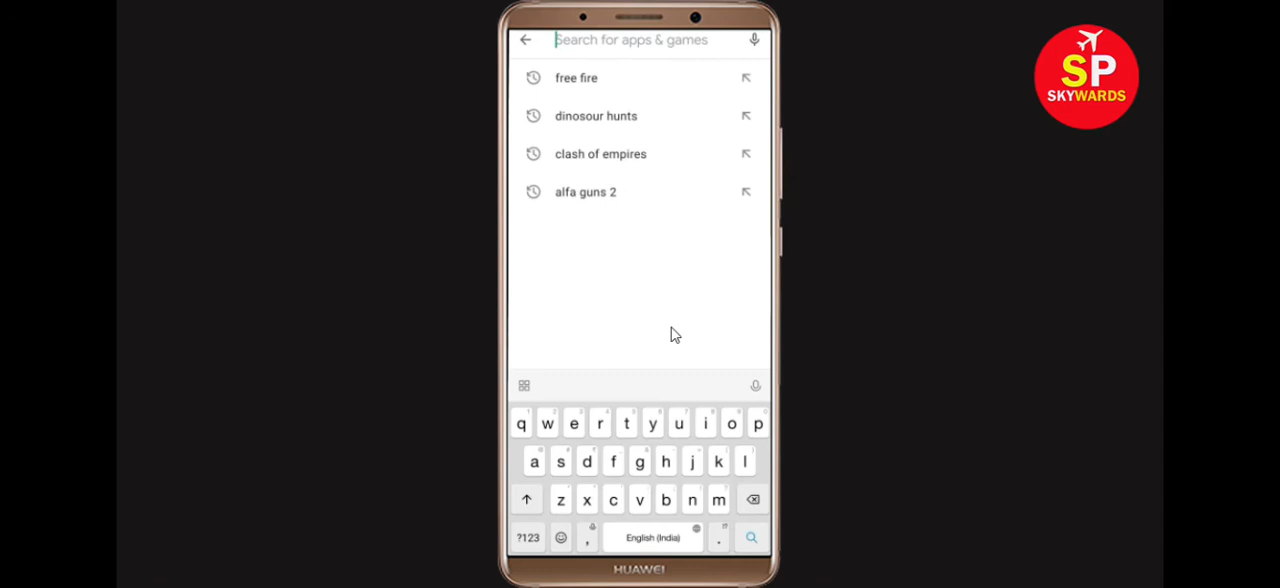 Search for apps & games
free fire
dinosour hunts
clash of empires
alfa guns 2
q w e r t y u i o p
a s d f g h j k l
z x c v b n m
?123 , English (India) .
HUAWEI
SP
SKYWARDS